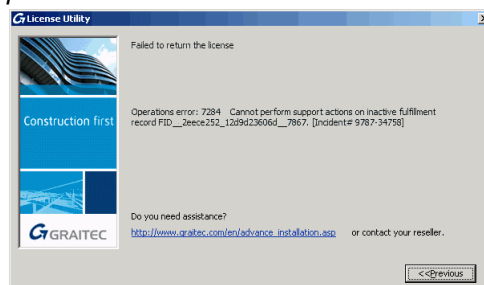 License Utility
Failed to return the license
Operations error: 7284 Cannot perform support actions on inactive fulfillment
record FID__2eece252_12d9d23606d__7867. [Incident# 9787-34758]
Construction first
Do you need assistance?
http://www.graitec.com/en/advance_installation.asp or contact your reseller.
GRAITEC
<<Previous